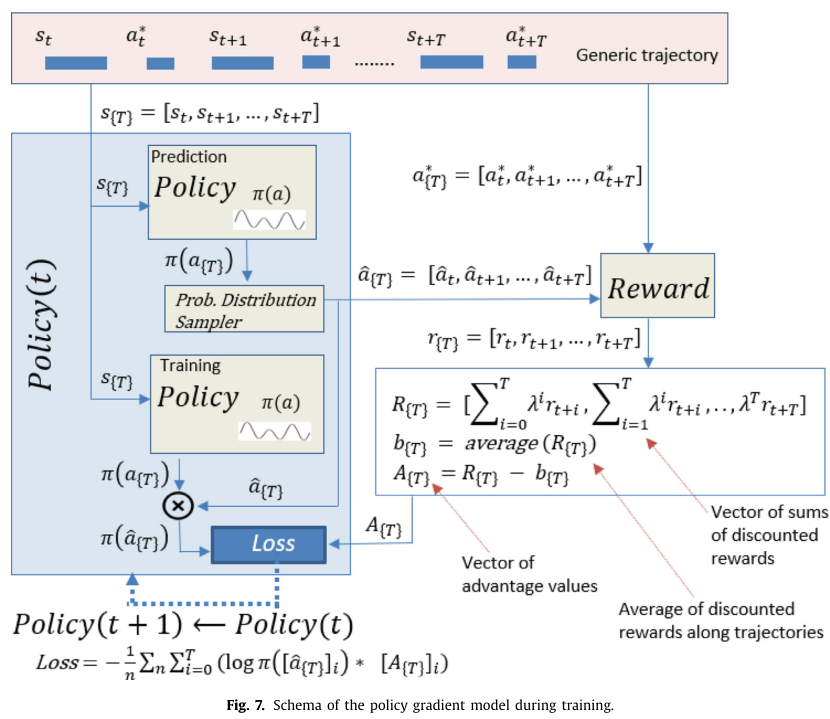 s_t a*_t s_{t+1} a*_{t+1} ........ s_{t+T} a*_{t+T}
Generic trajectory
s_{T} = [s_t, s_{t+1}, …, s_{t+T}]
a*_{T} = [a*_t, a*_{t+1}, …, a*_{t+T}]
Policy(t)
Prediction
s_{T}
Policy π(a)
π(a_{T})
Prob. Distribution
Sampler
â_{T} = [â_t, â_{t+1}, …, â_{t+T}]
Reward
r_{T} = [r_t, r_{t+1}, …, r_{t+T}]
Training
s_{T}
Policy π(a)
R_{T} = [∑_{i=0}^{T} λ^i r_{t+i}, ∑_{i=1}^{T} λ^i r_{t+i}, . . , λ^T r_{t+T}]
b_{T} = average (R_{T})
A_{T} = R_{T} − b_{T}
π(a_{T})
â_{T}
⊗
π(â_{T})
Loss
A_{T}
Vector of sums
of discounted
rewards
Vector of
advantage values
Average of discounted
rewards along trajectories
Policy(t + 1) ← Policy(t)
Loss = − 1/n ∑_n ∑_{i=0}^{T} (log π([â_{T}]_i) ∗ [A_{T}]_i)
Fig. 7. Schema of the policy gradient model during training.